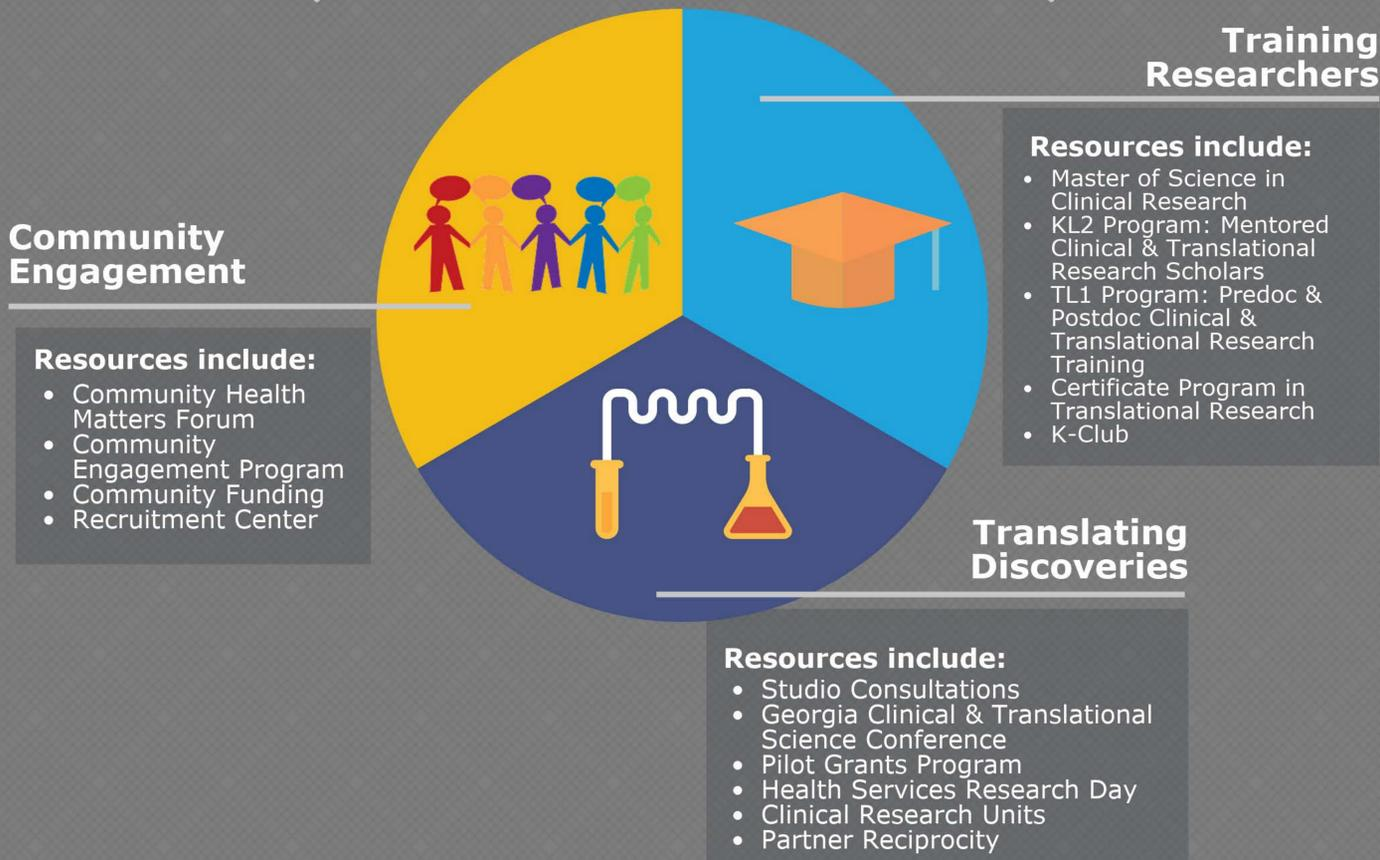 Community
Engagement
Resources include:
• Community Health
Matters Forum
• Community
Engagement Program
• Community Funding
• Recruitment Center
Training
Researchers
Resources include:
• Master of Science in
Clinical Research
• KL2 Program: Mentored
Clinical & Translational
Research Scholars
• TL1 Program: Predoc &
Postdoc Clinical &
Translational Research
Training
• Certificate Program in
Translational Research
• K-Club
Translating
Discoveries
Resources include:
• Studio Consultations
• Georgia Clinical & Translational
Science Conference
• Pilot Grants Program
• Health Services Research Day
• Clinical Research Units
• Partner Reciprocity